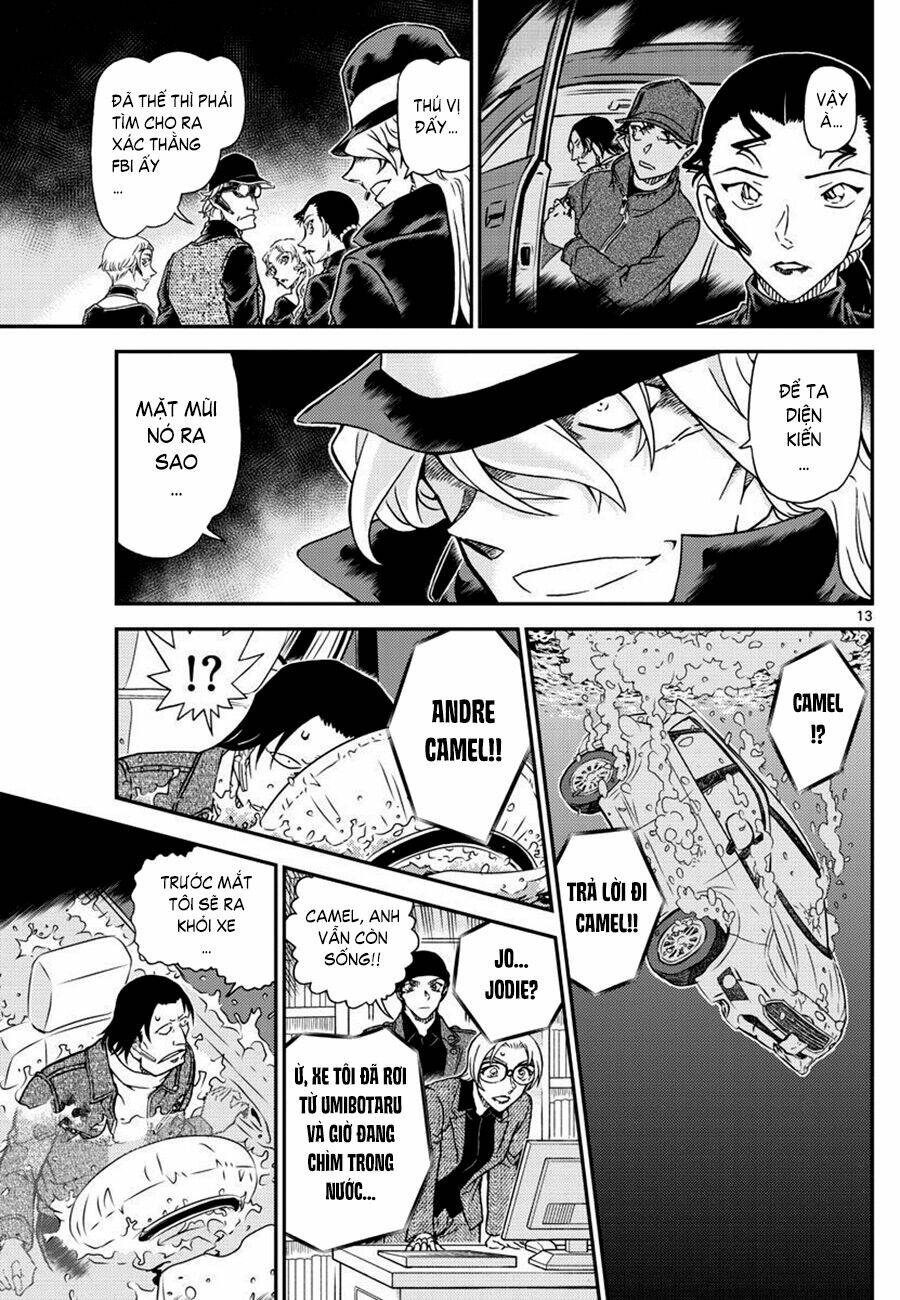 VẬY
À...
THÚ VỊ
ĐẤY...
ĐÃ THẾ THÌ PHẢI
TÌM CHO RA
XÁC THẰNG
FBI ẤY
...
ĐỂ TA
DIỆN
KIẾN
...
MẶT MŨI
NÓ RA
SAO
...
13
CAMEL
!?
TRẢ LỜI ĐI
CAMEL!!
ANDRE
CAMEL!!
!?
JO...
JODIE?
CAMEL, ANH
VẪN CÒN
SỐNG!!
Ừ, XE TÔI ĐÃ RƠI
TỪ UMIBOTARU
VÀ GIỜ ĐANG
CHÌM TRONG
NƯỚC...
TRƯỚC MẮT
TÔI SẼ RA
KHỎI XE
...